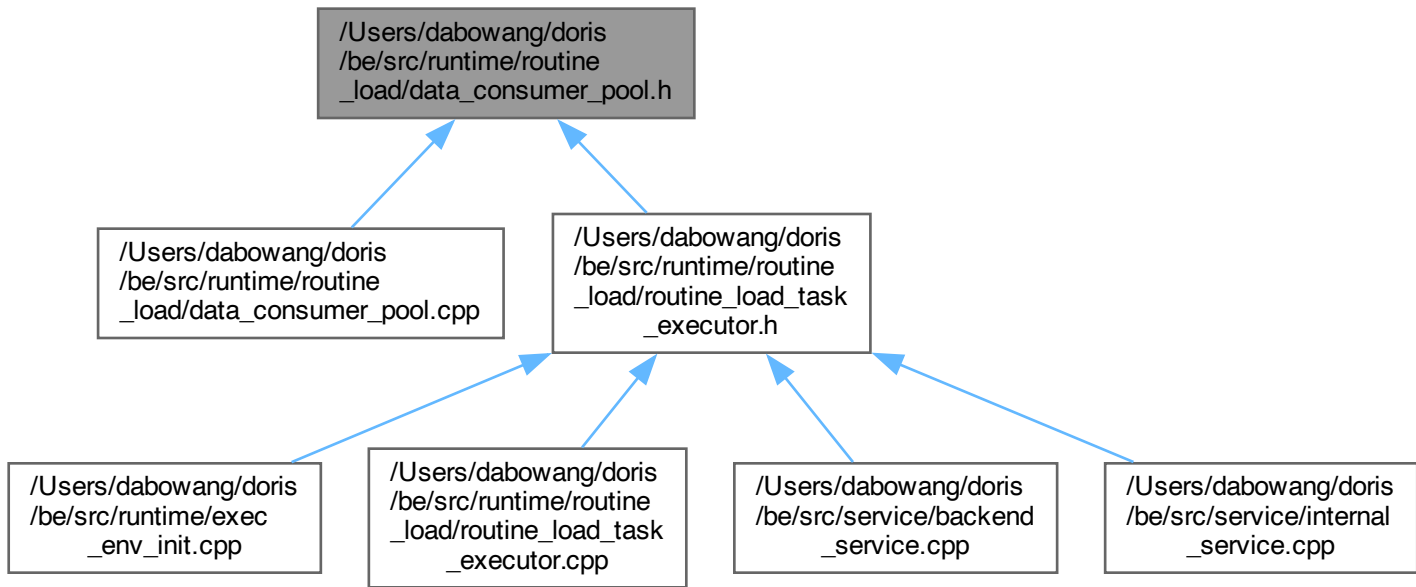 /Users/dabowang/doris
/be/src/runtime/routine
_load/data_consumer_pool.h
/Users/dabowang/doris
/be/src/runtime/routine
_load/data_consumer_pool.cpp
/Users/dabowang/doris
/be/src/runtime/routine
_load/routine_load_task
_executor.h
/Users/dabowang/doris
/be/src/runtime/exec
_env_init.cpp
/Users/dabowang/doris
/be/src/runtime/routine
_load/routine_load_task
_executor.cpp
/Users/dabowang/doris
/be/src/service/backend
_service.cpp
/Users/dabowang/doris
/be/src/service/internal
_service.cpp